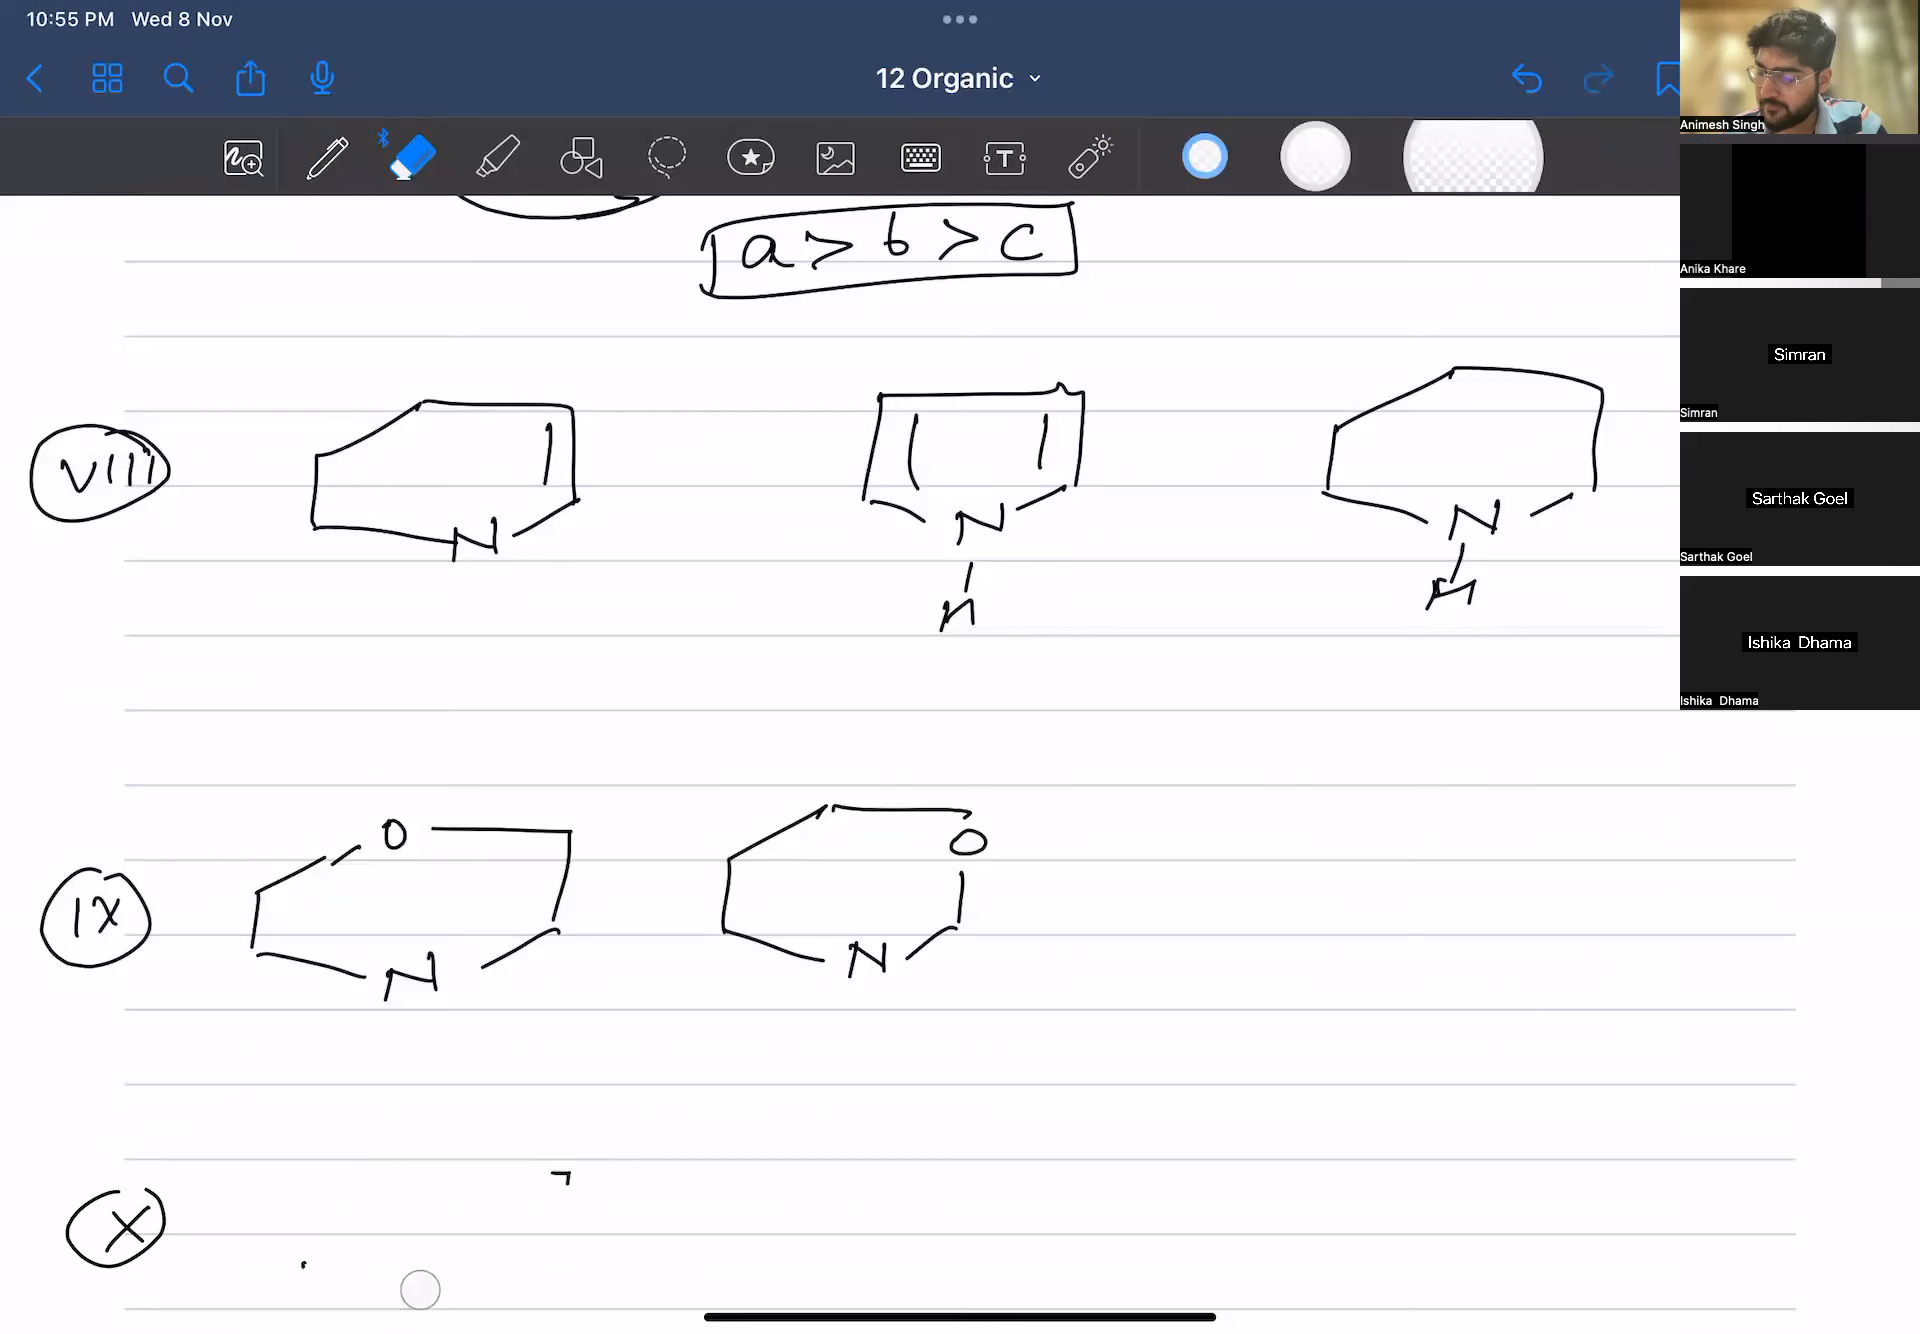 10:55 PM Wed 8 Nov
12 Organic
T
Animesh Singh
Anika Khare
Simran
Simran
Sarthak Goel
Sarthak Goel
Ishika Dhama
Ishika Dhama
a > b > c
VIII
N
N
H
N
H
IX
O
N
O
N
X